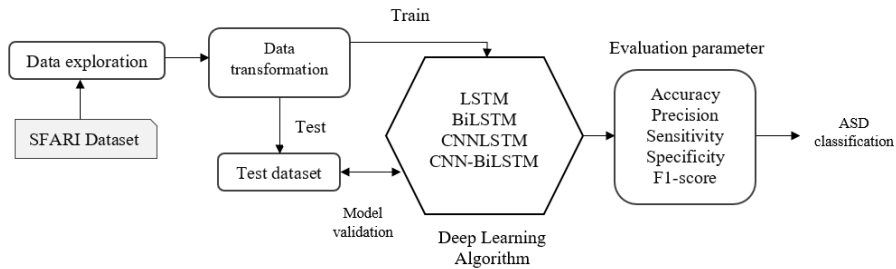 Train
Data exploration
Data
transformation
Evaluation parameter
SFARI Dataset
Test
Test dataset
LSTM
BiLSTM
CNNLSTM
CNN-BiLSTM
Model
validation
Deep Learning
Algorithm
Accuracy
Precision
Sensitivity
Specificity
F1-score
ASD
classification